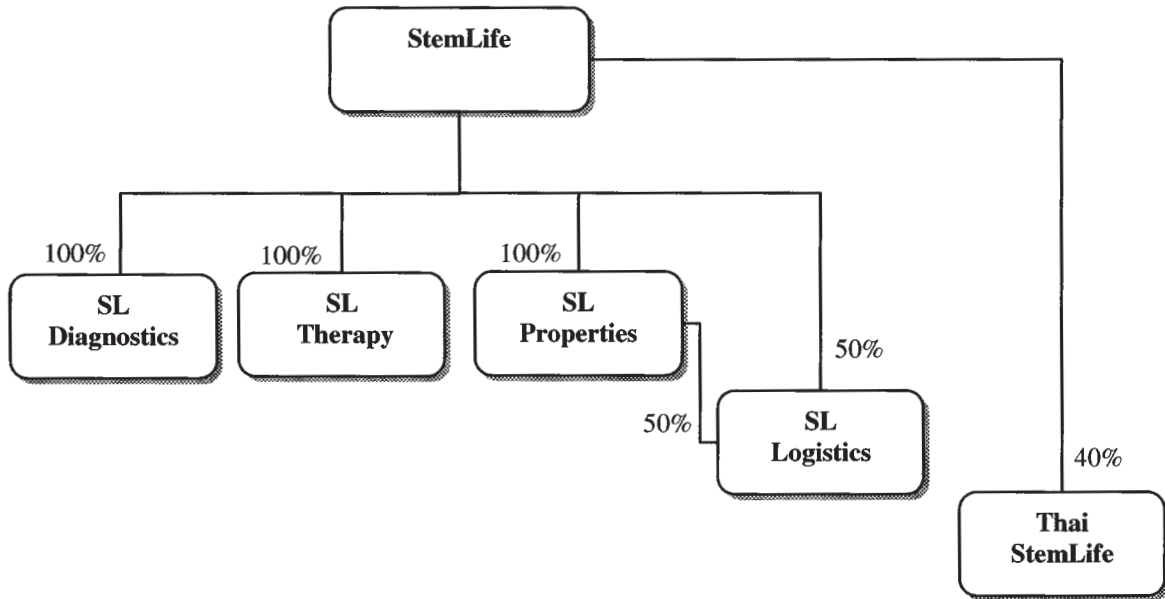 StemLife
100%
SL
Diagnostics
100%
SL
Therapy
100%
SL
Properties
50%
50%
SL
Logistics
40%
Thai
StemLife